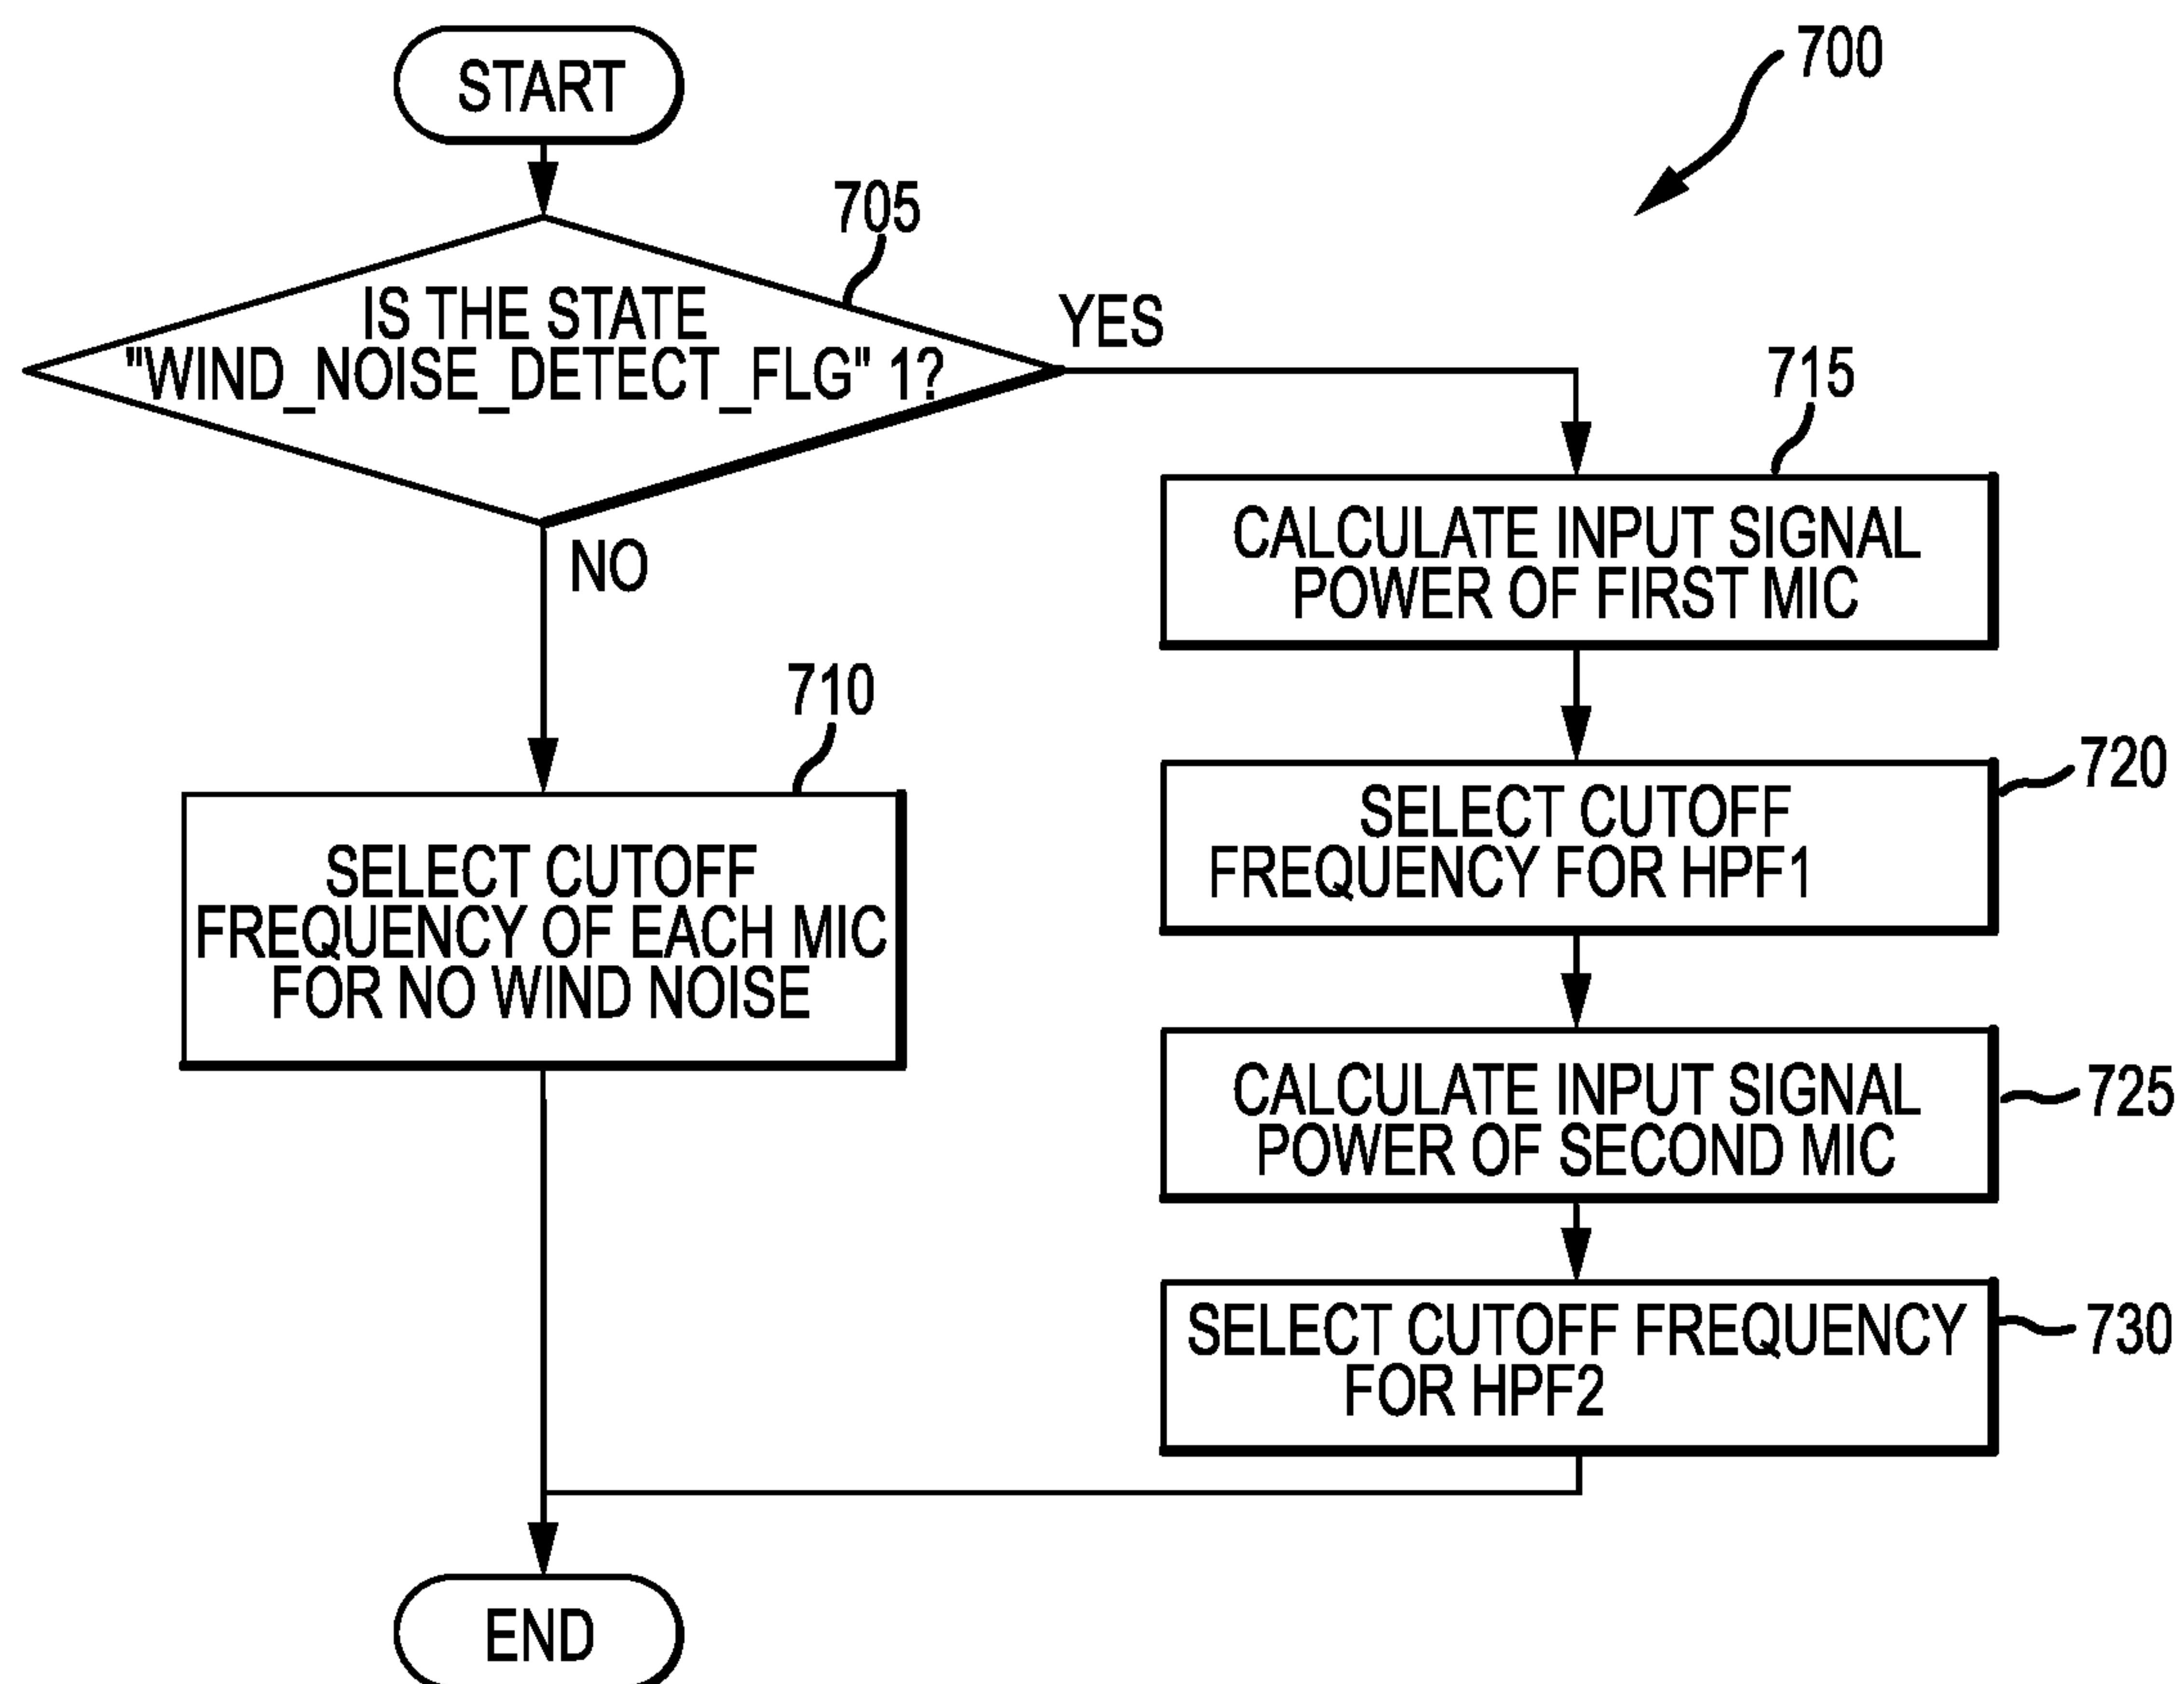 START
700
705
IS THE STATE
"WIND_NOISE_DETECT_FLG" 1?
YES
NO
715
CALCULATE INPUT SIGNAL
POWER OF FIRST MIC
710
SELECT CUTOFF
FREQUENCY OF EACH MIC
FOR NO WIND NOISE
720
SELECT CUTOFF
FREQUENCY FOR HPF1
725
CALCULATE INPUT SIGNAL
POWER OF SECOND MIC
730
SELECT CUTOFF FREQUENCY
FOR HPF2
END